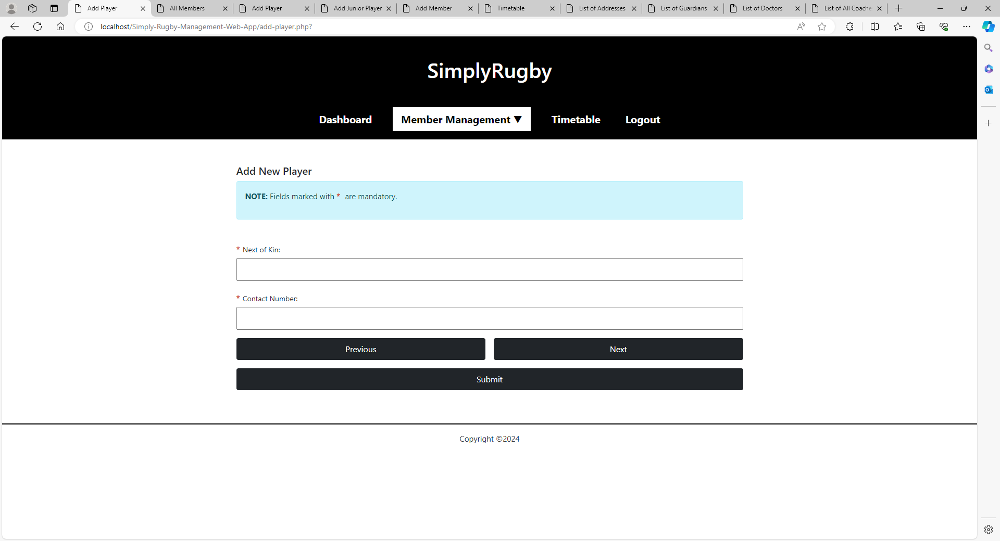 Add Player
All Members
Add Player
Add Junior Player
Add Member
Timetable
List of Addresses
List of Guardians
List of Doctors
List of All Coache
localhost/Simply-Rugby-Management-Web-App/add-player.php?
SimplyRugby
Dashboard Member Management ▼ Timetable Logout
Add New Player
NOTE: Fields marked with * are mandatory.
* Next of Kin:
* Contact Number:
Previous Next
Submit
Copyright ©2024